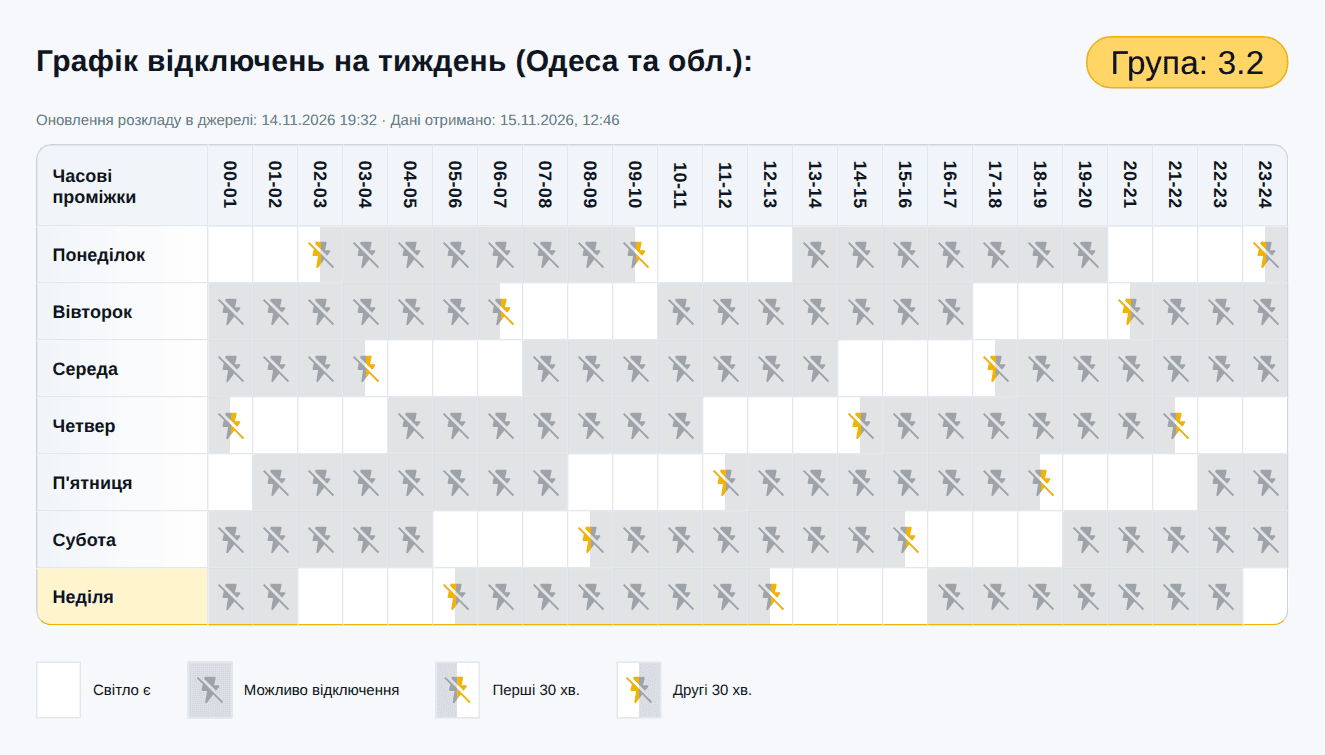 Графік відключень на тиждень (Одеса та обл.):
Група: 3.2
Оновлення розкладу в джерелі: 14.11.2026 19:32 · Дані отримано: 15.11.2026, 12:46
Часові
проміжки
00-01
01-02
02-03
03-04
04-05
05-06
06-07
07-08
08-09
09-10
10-11
11-12
12-13
13-14
14-15
15-16
16-17
17-18
18-19
19-20
20-21
21-22
22-23
23-24
Понеділок
Вівторок
Середа
Четвер
П'ятниця
Субота
Неділя
Світло є
Можливо відключення
Перші 30 хв.
Другі 30 хв.